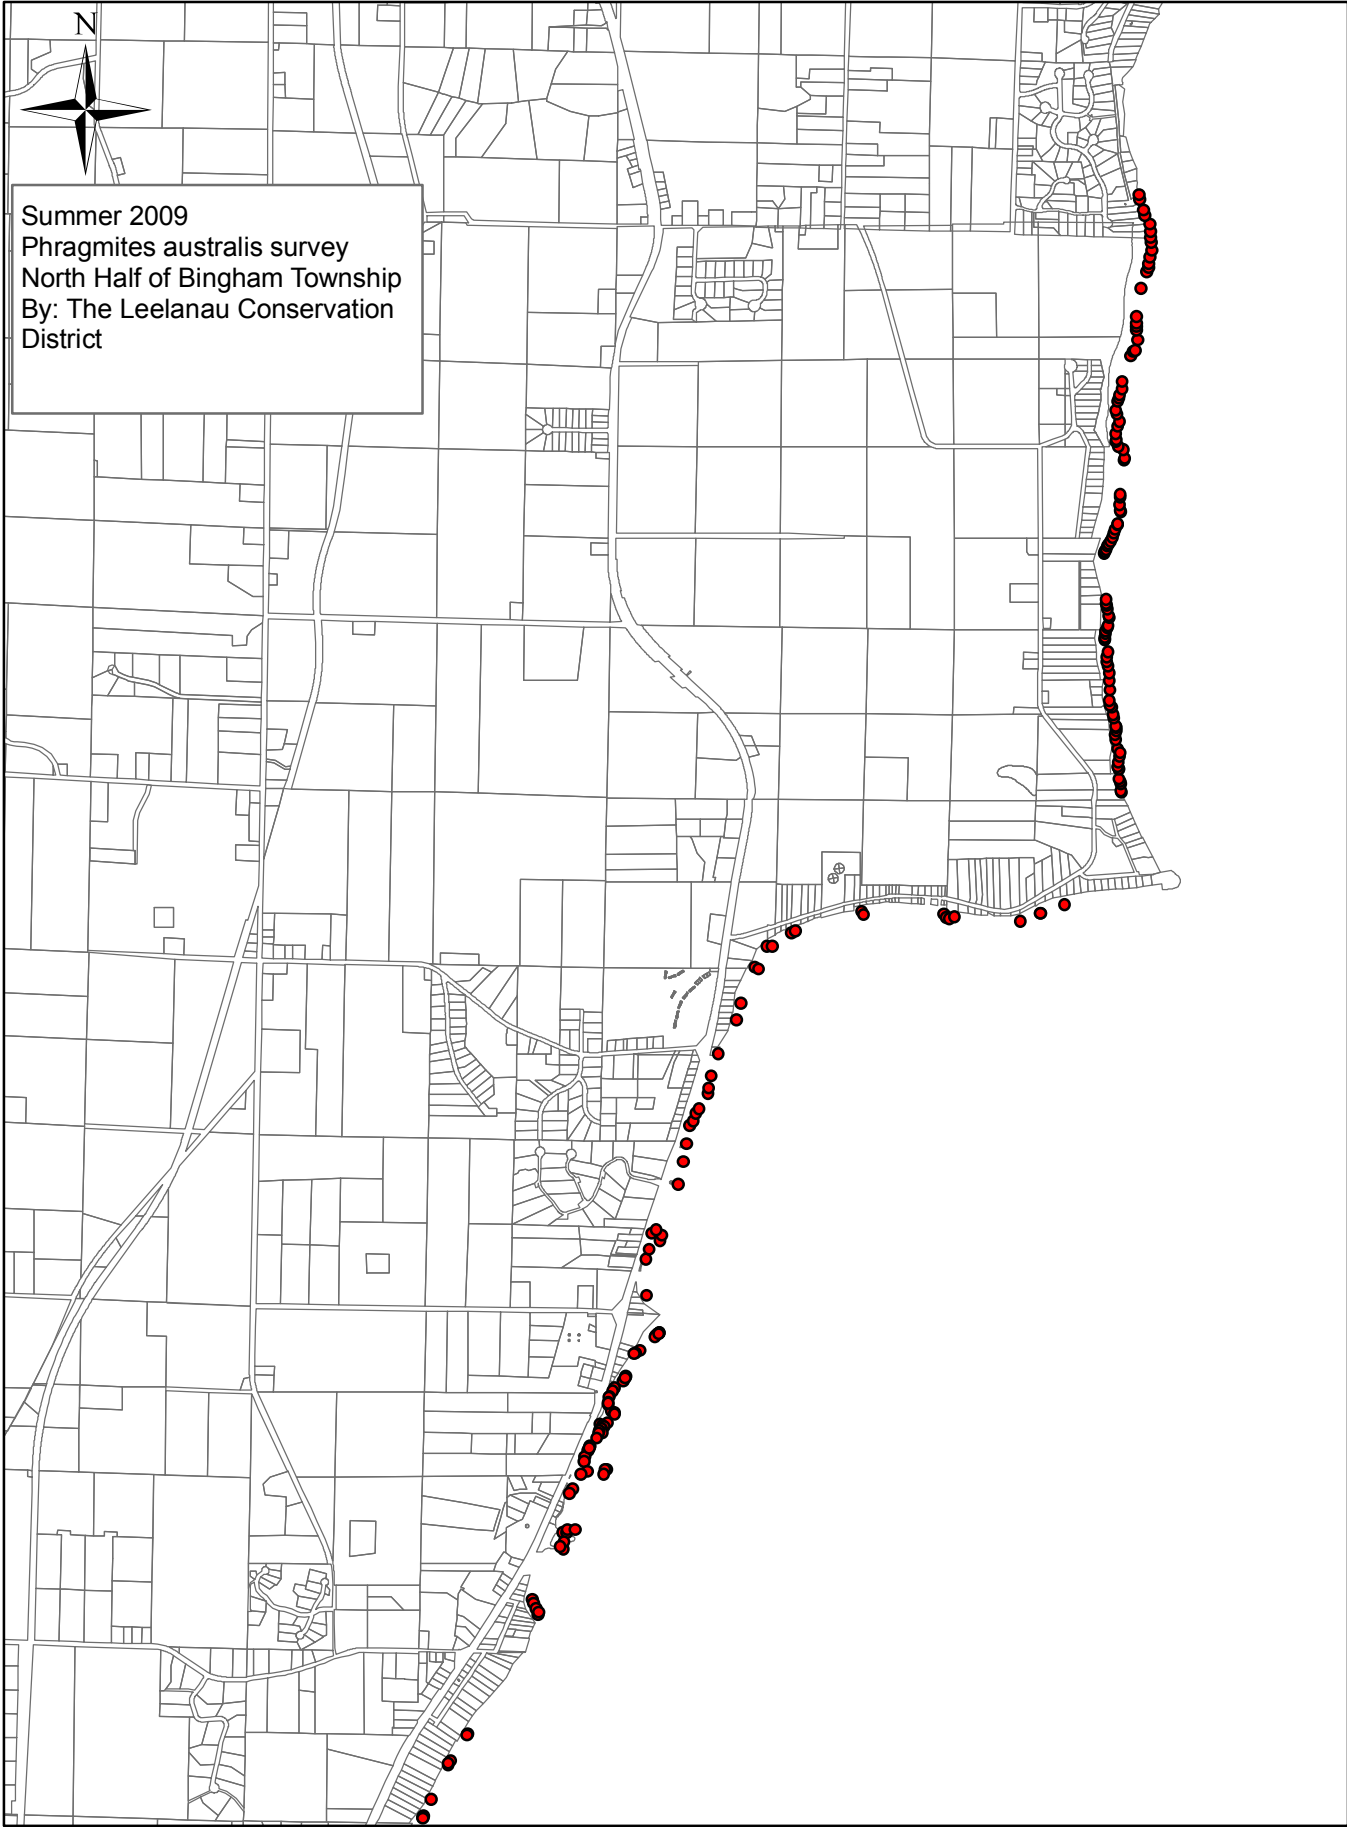 N
Summer 2009
Phragmites australis survey
North Half of Bingham Township
By: The Leelanau Conservation
District